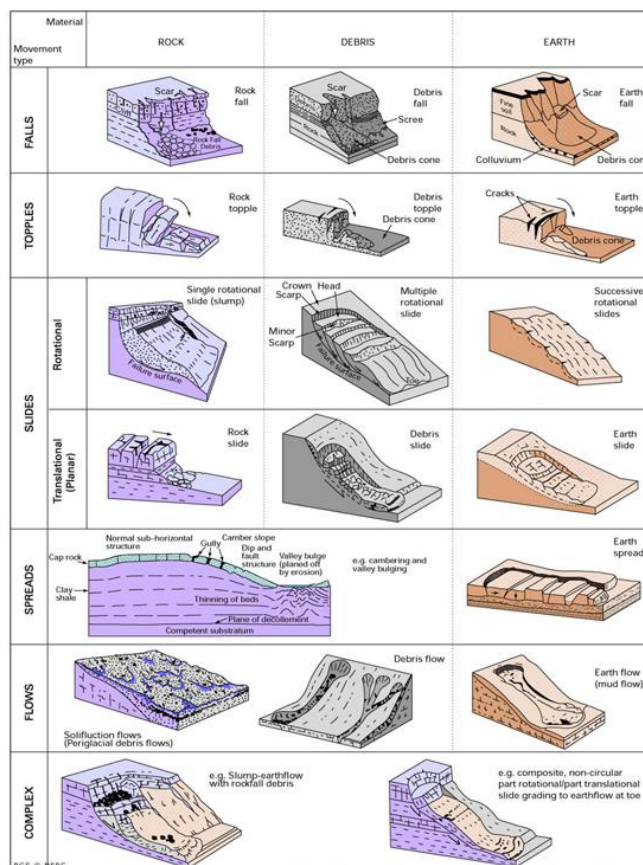 Material
Movement
type
ROCK
DEBRIS
EARTH
FALLS
Scar
Rock
fall
Cliff
Rock Fall
Debris
Scar
Debris
fall
Debris
Rock
Scree
Debris cone
Fine
soil
Rock
Scar
Earth
fall
Colluvium
Debris cone
TOPPLES
Rock
topple
Debris
topple
Debris cone
Cracks
Earth
topple
Debris cone
SLIDES
Rotational
Single rotational
slide (slump)
Failure surface
Crown
Head
Scarp
Minor
Scarp
Failure surface
Toe
Multiple
rotational
slide
Successive
rotational
slides
Translational
(Planar)
Rock
slide
Debris
slide
Earth
slide
SPREADS
Normal sub-horizontal
structure
Gully
Camber slope
Dip and
fault
structure
Valley bulge
(planed off
by erosion)
Cap rock
Clay
shale
Thinning of beds
Plane of decollement
Competent substratum
e.g. cambering and
valley bulging
Earth
spread
FLOWS
Solifluction flows
(Periglacial debris flows)
Debris flow
Earth flow
(mud flow)
COMPLEX
e.g. Slump-earthflow
with rockfall debris
e.g. composite, non-circular
part rotational/part translational
slide grading to earthflow at toe